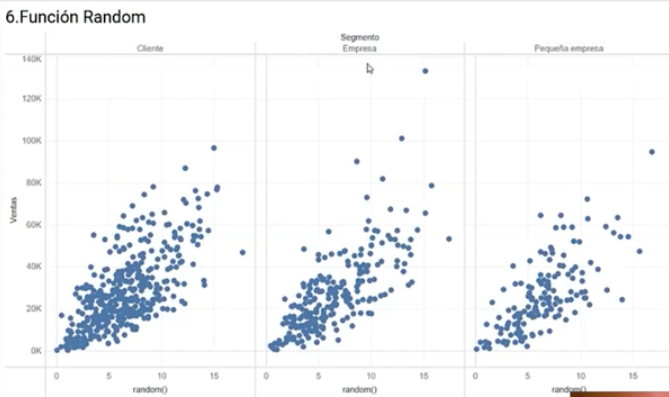 6.Función Random
Segmento
Cliente
Empresa
Pequeña empresa
Ventas
140K
120K
100K
80K
60K
40K
20K
0K
0 5 10 15
0 5 10 15
0 5 10 15
random()
random()
random()